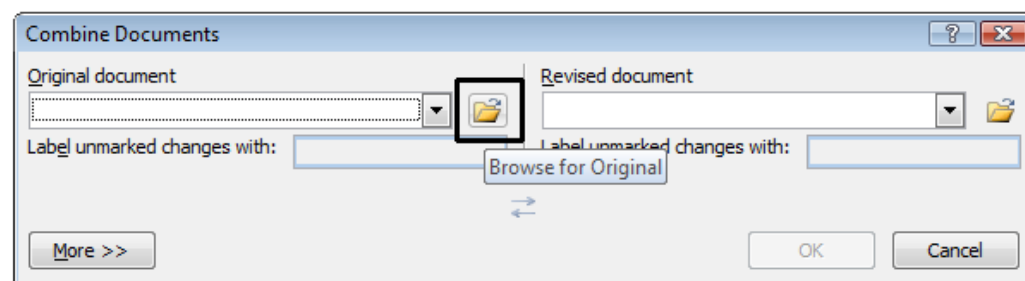 Combine Documents
Original document
Revised document
Label unmarked changes with:
Label unmarked changes with:
Browse for Original
More >>
OK
Cancel